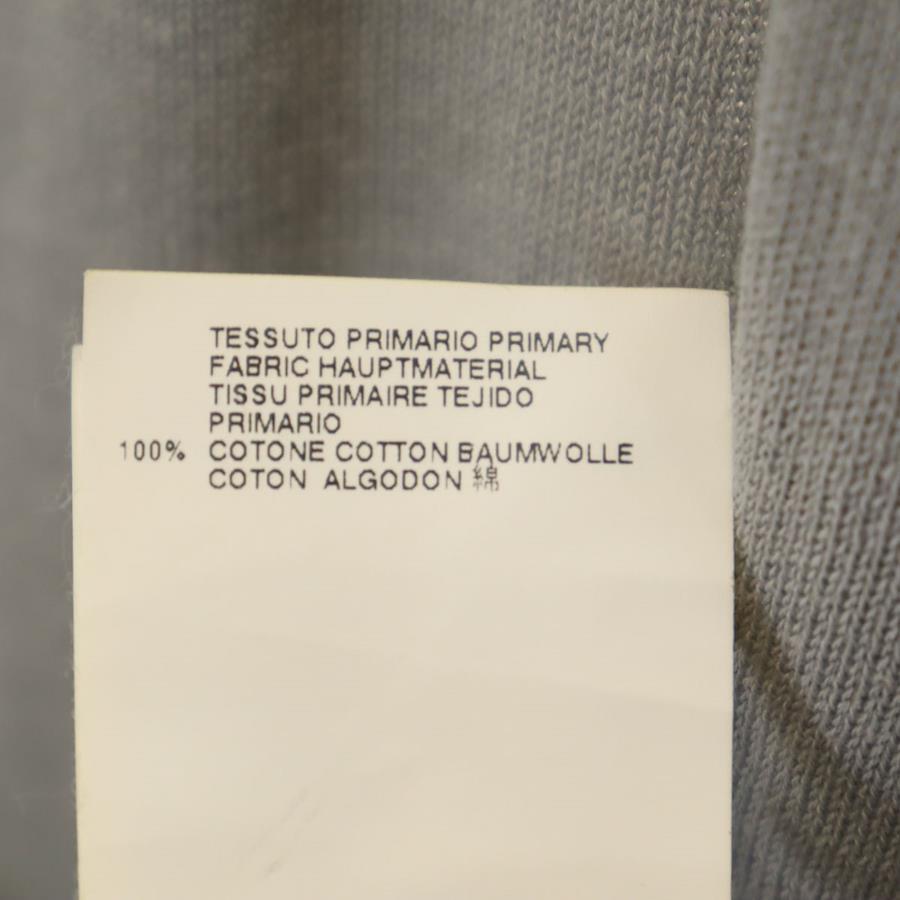 TESSUTO PRIMARIO PRIMARY
FABRIC HAUPTMATERIAL
TISSU PRIMAIRE TEJIDO
PRIMARIO
100% COTONE COTTON BAUMWOLLE
COTON ALGODON 綿